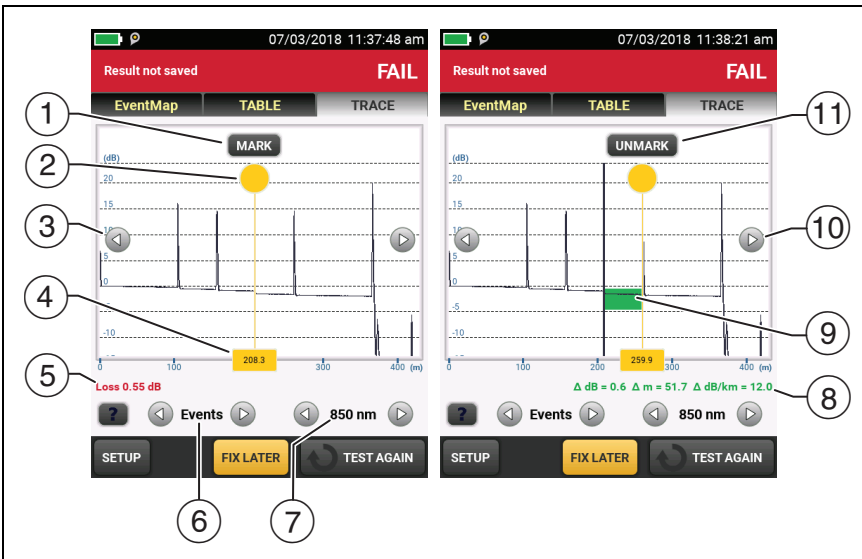 07/03/2018 11:37:48 am
Result not saved FAIL
EventMap TABLE TRACE
MARK
(dB)
20
15
10
5
0
-5
-10
208.3
0 100 300 400 (m)
Loss 0.55 dB
? Events 850 nm
SETUP FIX LATER TEST AGAIN
1
2
3
4
5
6
7
07/03/2018 11:38:21 am
Result not saved FAIL
EventMap TABLE TRACE
UNMARK
(dB)
20
15
10
5
0
-5
-10
259.9
0 100 200 300 400 (m)
Δ dB = 0.6 Δ m = 51.7 Δ dB/km = 12.0
? Events 850 nm
SETUP FIX LATER TEST AGAIN
11
10
9
8